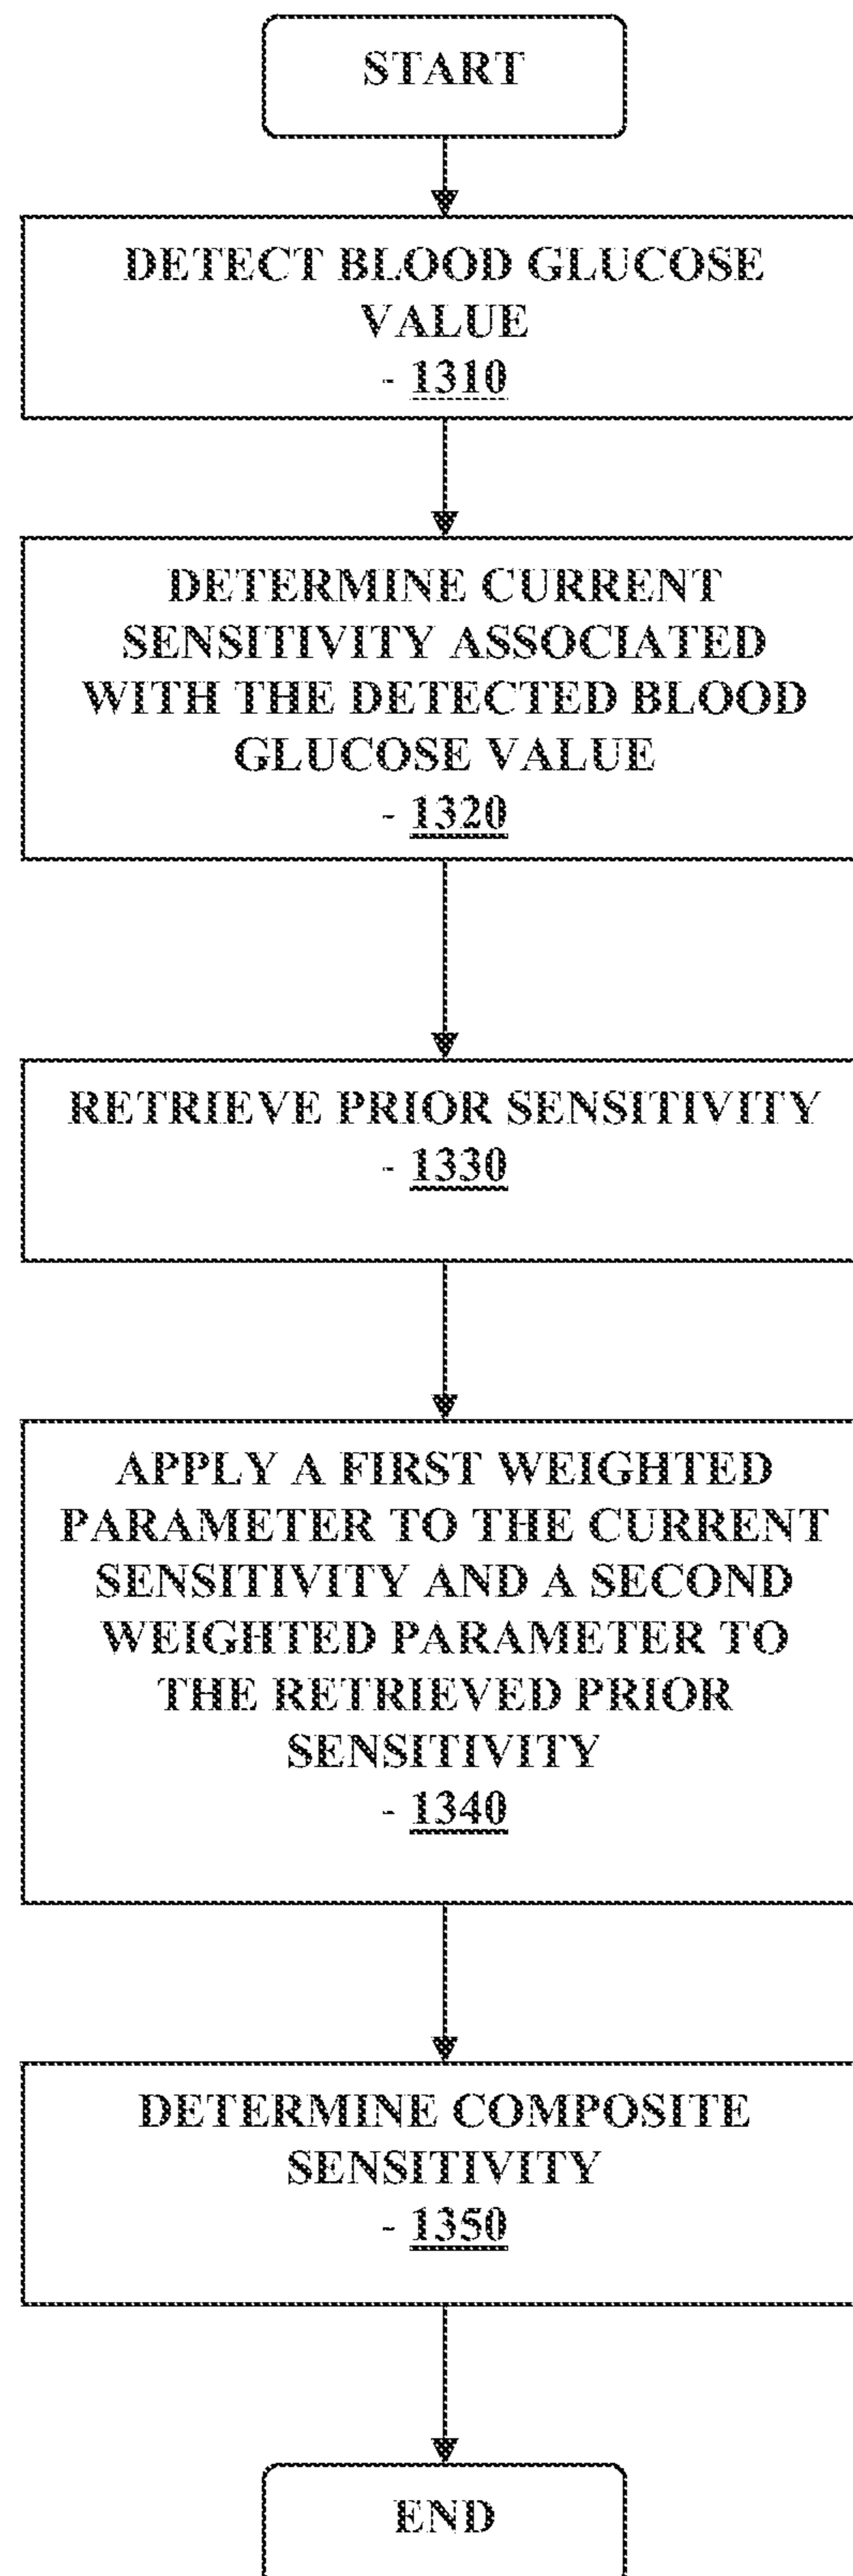 START
DETECT BLOOD GLUCOSE
VALUE
- 1310
DETERMINE CURRENT
SENSITIVITY ASSOCIATED
WITH THE DETECTED BLOOD
GLUCOSE VALUE
- 1320
RETRIEVE PRIOR SENSITIVITY
- 1330
APPLY A FIRST WEIGHTED
PARAMETER TO THE CURRENT
SENSITIVITY AND A SECOND
WEIGHTED PARAMETER TO
THE RETRIEVED PRIOR
SENSITIVITY
- 1340
DETERMINE COMPOSITE
SENSITIVITY
- 1350
END